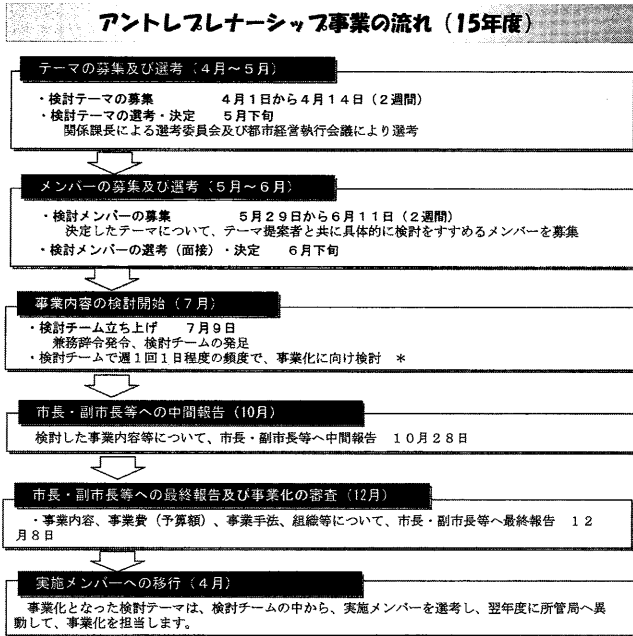 アントレプレナーシップ事業の流れ（15年度）
テーマの募集及び選考（４月～５月）
・検討テーマの募集　４月１日から４月１４日（２週間）
・検討テーマの選考・決定　５月下旬
関係課長による選考委員会及び都市経営執行会議により選考
メンバーの募集及び選考（５月～６月）
・検討メンバーの募集　５月２９日から６月１１日（２週間）
決定したテーマについて、テーマ提案者と共に具体的に検討をすすめるメンバーを募集
・検討メンバーの選考（面接）・決定　６月下旬
事業内容の検討開始（７月）
・検討チーム立ち上げ　７月９日
兼務辞令発令、検討チームの発足
・検討チームで週１回１日程度の頻度で、事業化に向け検討　＊
市長・副市長等への中間報告（10月）
検討した事業内容等について、市長・副市長等へ中間報告　１０月２８日
市長・副市長等への最終報告及び事業化の審査（12月）
・事業内容、事業費（予算額）、事業手法、組織等について、市長・副市長等へ最終報告　１２
月８日
実施メンバーへの移行（４月）
事業化となった検討テーマは、検討チームの中から、実施メンバーを選考し、翌年度に所管局へ異
動して、事業化を担当します。